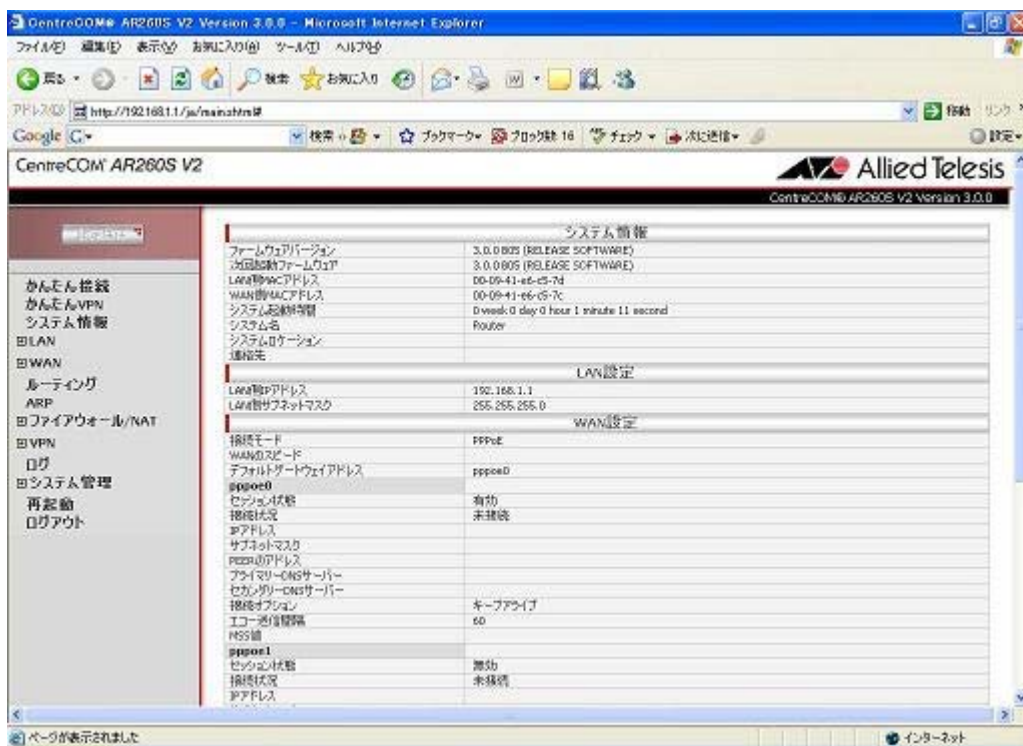 CentreCOM® AR260S V2 Version 3.0.0 - Microsoft Internet Explorer
ファイル(F) 編集(E) 表示(V) お気に入り(A) ツール(T) ヘルプ(H)
戻る 検索 お気に入り
アドレス(D) http://192.168.1.1/ja/main.shtml# 移動 リンク
Google 検索 ブックマーク ブロック数 16 チェック 次に送信 設定
CentreCOM AR260S V2
Allied Telesis
CentreCOM® AR260S V2 Version 3.0.0
かんたん接続
かんたんVPN
システム情報
LAN
WAN
ルーティング
ARP
ファイアウォール/NAT
VPN
ログ
システム管理
再起動
ログアウト
システム情報
ファームウェアバージョン 3.0.0 B05 (RELEASE SOFTWARE)
次回起動ファームウェア 3.0.0 B05 (RELEASE SOFTWARE)
LAN側MACアドレス 00-09-41-e6-c5-7d
WAN側MACアドレス 00-09-41-e6-c5-7c
システム起動時間 0 week 0 day 0 hour 1 minute 11 second
システム名 Router
システムロケーション
連絡先
LAN設定
LAN側IPアドレス 192.168.1.1
LAN側サブネットマスク 255.255.255.0
WAN設定
接続モード PPPoE
WANのスピード
デフォルトゲートウェイアドレス pppoe0
pppoe0
セッション状態 有効
接続状況 未接続
IPアドレス
サブネットマスク
PEERのアドレス
プライマリーDNSサーバー
セカンダリーDNSサーバー
接続オプション キープアライブ
エコー送信間隔 60
MSS値
pppoe1
セッション状態 無効
接続状況 未接続
IPアドレス
ページが表示されました インターネット